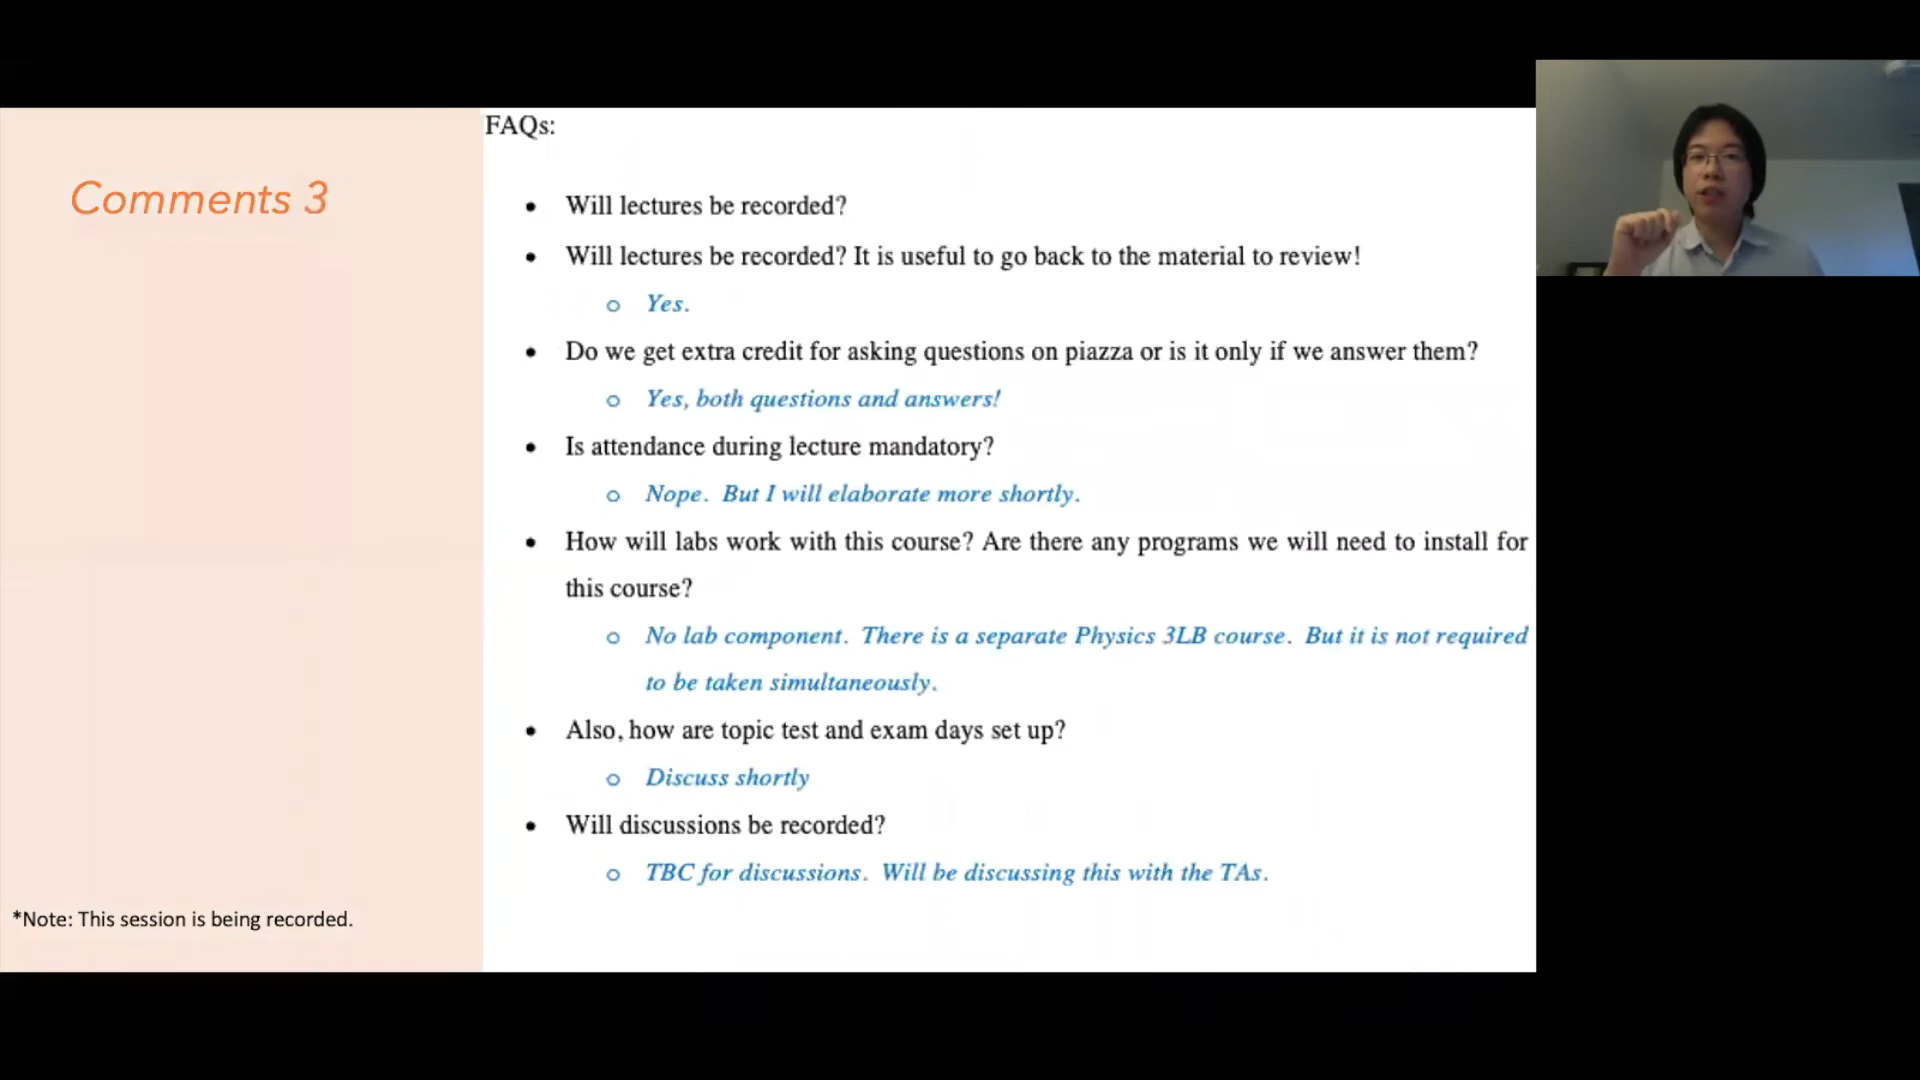 Comments 3
*Note: This session is being recorded.
FAQs:
• Will lectures be recorded?
• Will lectures be recorded? It is useful to go back to the material to review!
o Yes.
• Do we get extra credit for asking questions on piazza or is it only if we answer them?
o Yes, both questions and answers!
• Is attendance during lecture mandatory?
o Nope. But I will elaborate more shortly.
• How will labs work with this course? Are there any programs we will need to install for
this course?
o No lab component. There is a separate Physics 3LB course. But it is not required
to be taken simultaneously.
• Also, how are topic test and exam days set up?
o Discuss shortly
• Will discussions be recorded?
o TBC for discussions. Will be discussing this with the TAs.